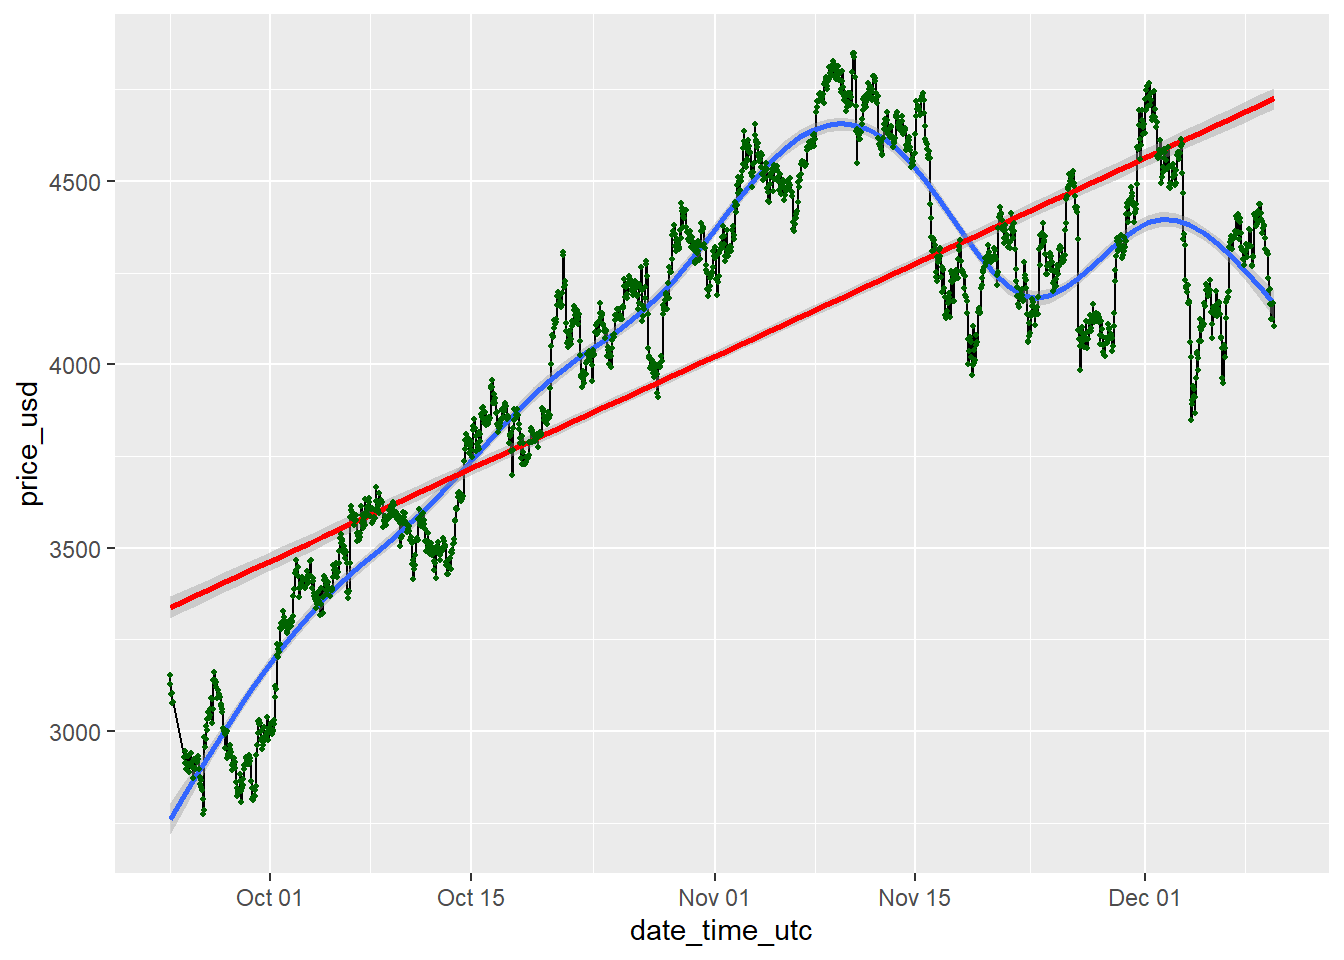 price_usd
4500
4000
3500
3000
Oct 01
Oct 15
Nov 01
Nov 15
Dec 01
date_time_utc